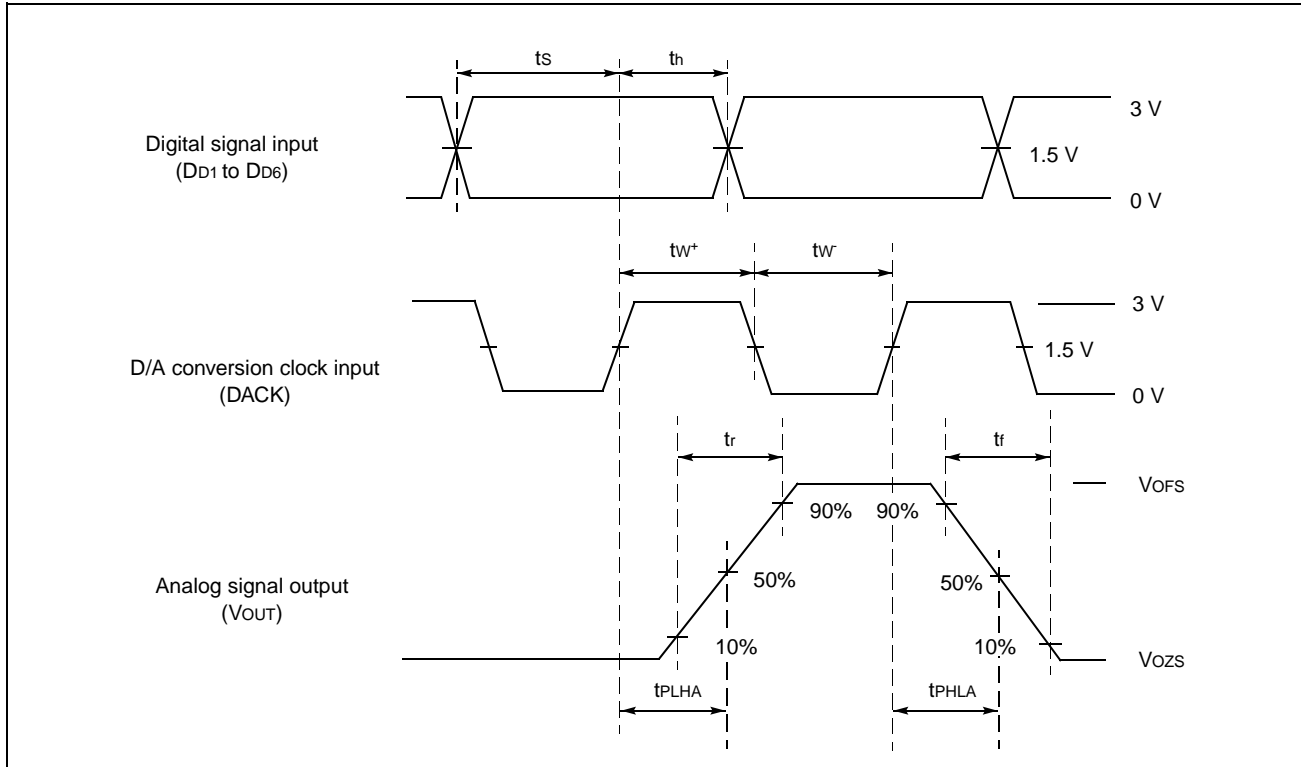 tS th
3 V
Digital signal input
(DD1 to DD6)
1.5 V
0 V
tW+ tW-
3 V
D/A conversion clock input
(DACK)
1.5 V
0 V
tr tf
VOFS
90% 90%
Analog signal output
(VOUT)
50% 50%
10% 10%
VOZS
tPLHA tPHLA